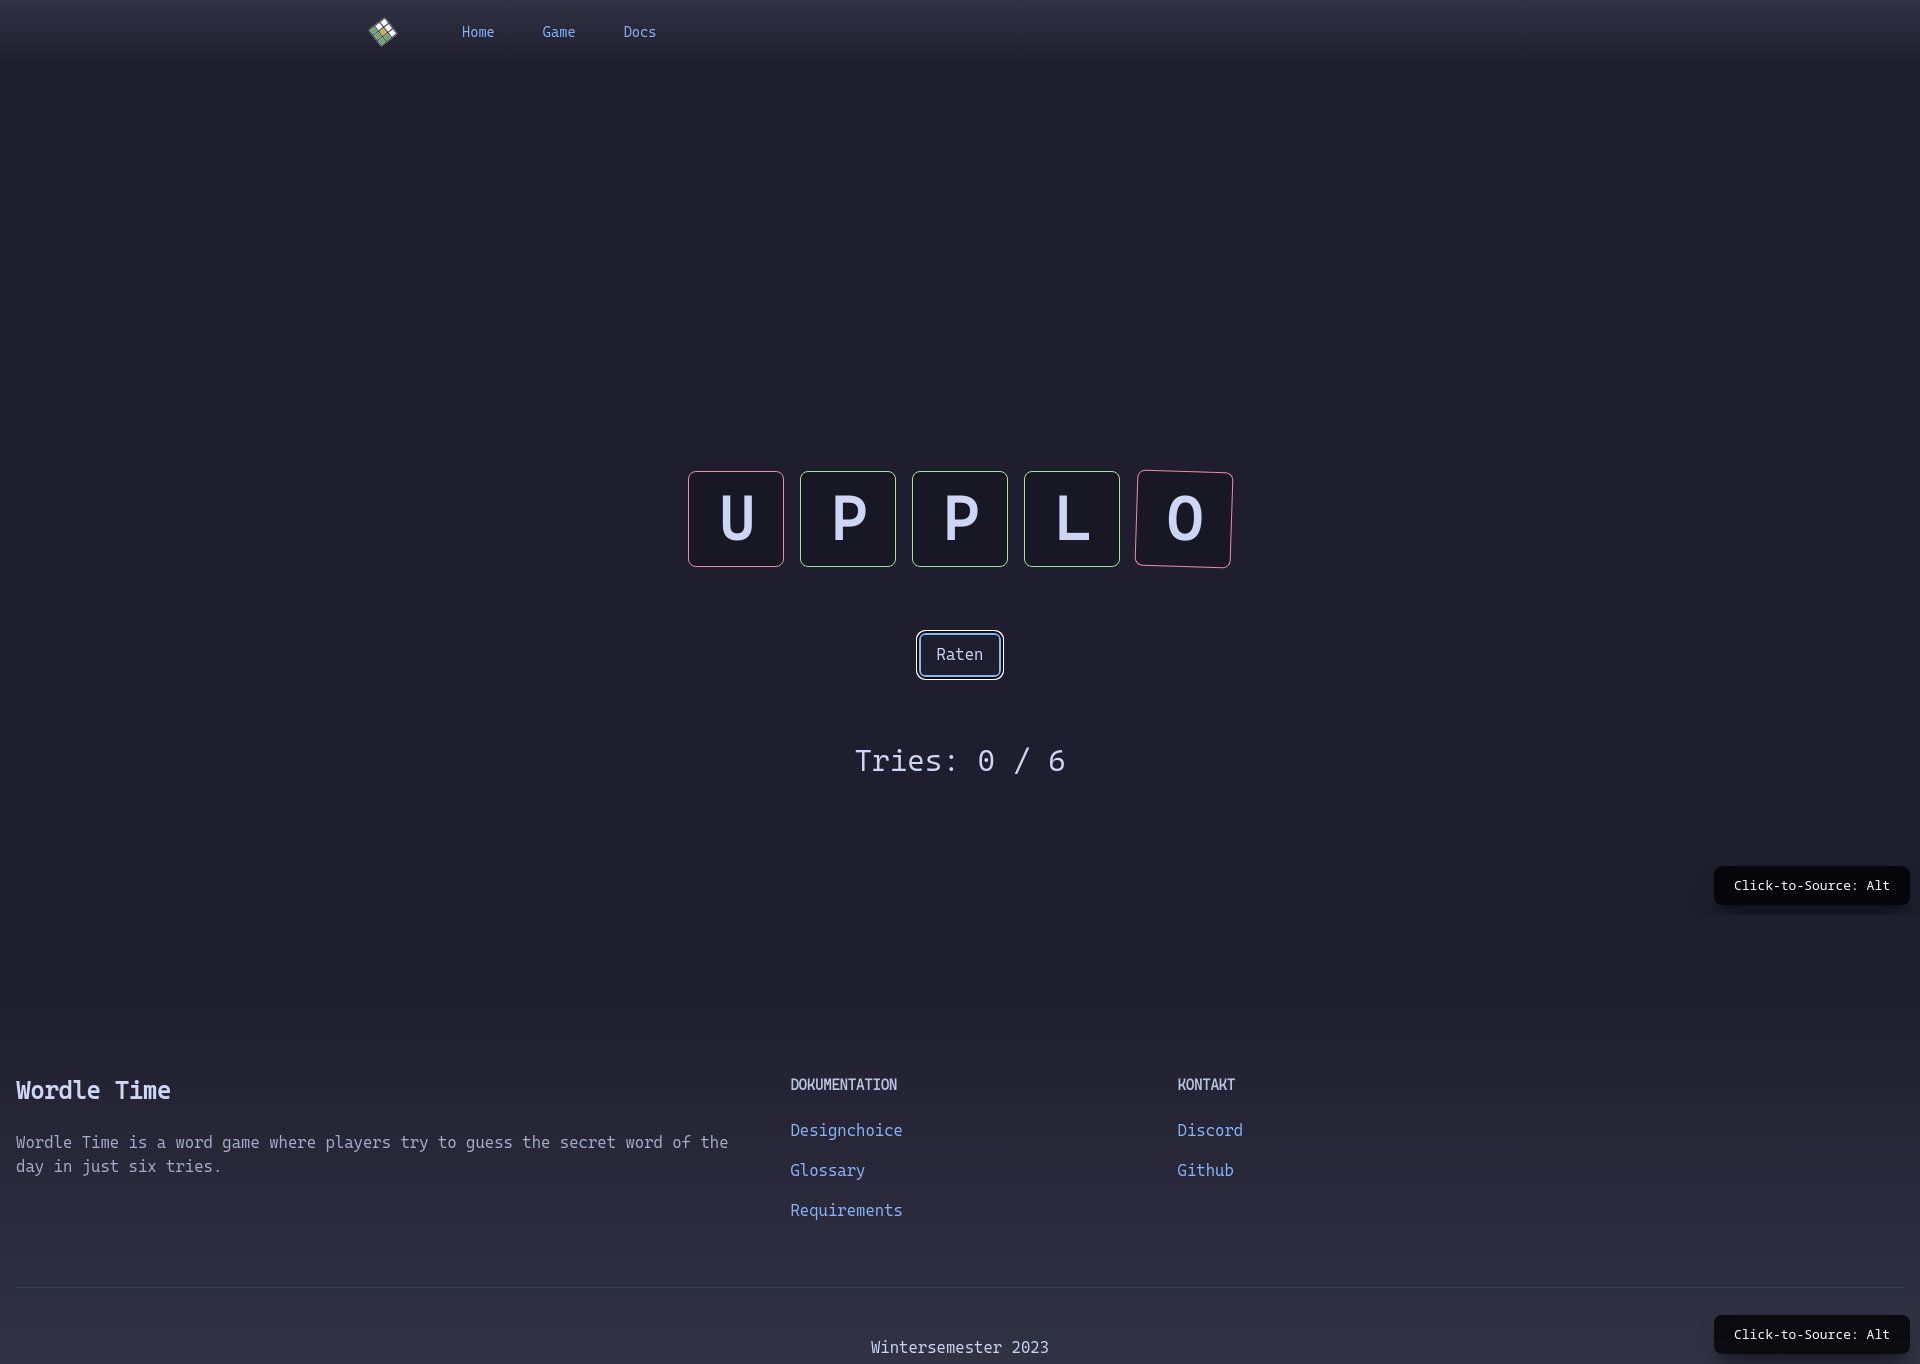 Home Game Docs
U P P L O
Raten
Tries: 0 / 6
Click-to-Source: Alt
Wordle Time
Wordle Time is a word game where players try to guess the secret word of the
day in just six tries.
DOKUMENTATION
Designchoice
Glossary
Requirements
KONTAKT
Discord
Github
Wintersemester 2023
Click-to-Source: Alt